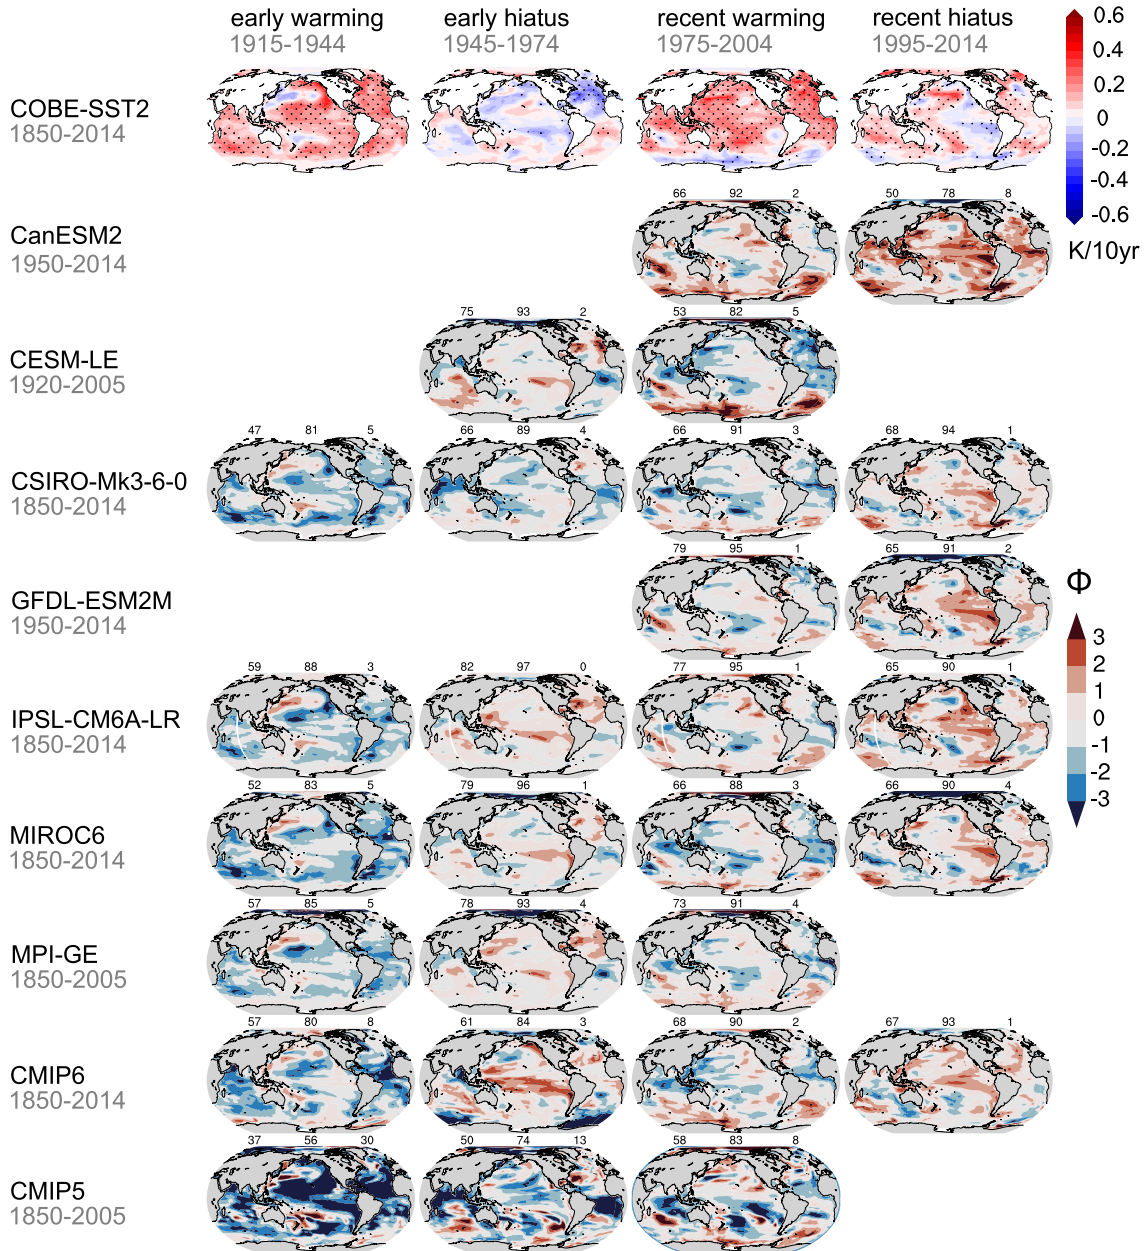 early warming early hiatus recent warming recent hiatus
1915-1944 1945-1974 1975-2004 1995-2014
0.6
0.4
0.2
0
-0.2
-0.4
-0.6
K/10yr
COBE-SST2
1850-2014
66 92 2 50 78 8
CanESM2
1950-2014
75 93 2 53 82 5
CESM-LE
1920-2005
47 81 5 66 89 4 66 91 3 68 94 1
CSIRO-Mk3-6-0
1850-2014
79 95 1 65 91 2
GFDL-ESM2M
1950-2014
Φ
3
2
1
0
-1
-2
-3
59 88 3 82 97 0 77 95 1 65 90 1
IPSL-CM6A-LR
1850-2014
52 83 5 79 96 1 66 88 3 66 90 4
MIROC6
1850-2014
57 85 5 78 93 4 73 91 4
MPI-GE
1850-2005
57 80 8 61 84 3 68 90 2 67 93 1
CMIP6
1850-2014
37 56 30 50 74 13 58 83 8
CMIP5
1850-2005